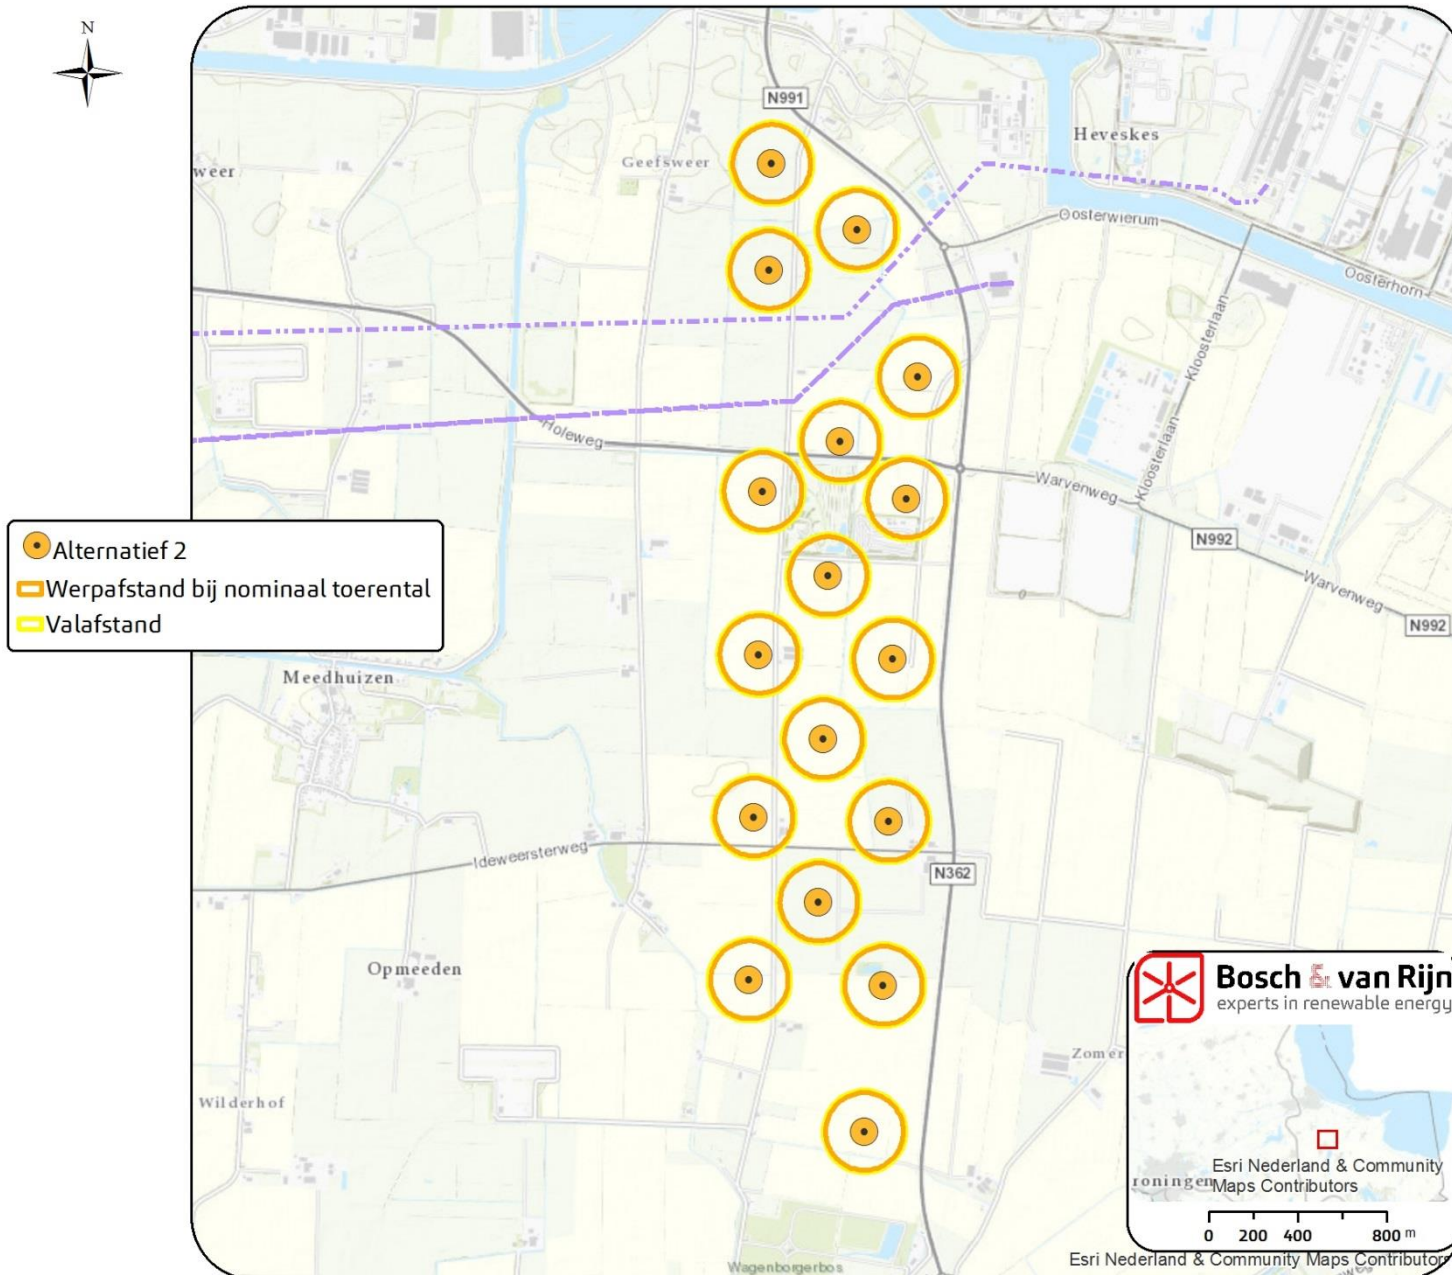 N
N991
Heveskes
Geefsweer
weer
Oosterwierum
Oosterhorn
Kloosterlaan
Holeweg
Kloosterlaan
Warvenweg
N992
Warvenweg
N992
Alternatief 2
Werpafstand bij nominaal toerental
Valafstand
Meedhuizen
Ideweersterweg
N362
Opmeeden
Bosch & van Rijn
experts in renewable energy
Zomer
Wilderhof
Esri Nederland & Community
roningen Maps Contributors
0 200 400 800 m
Esri Nederland & Community Maps Contributors
Wagenborgerbos